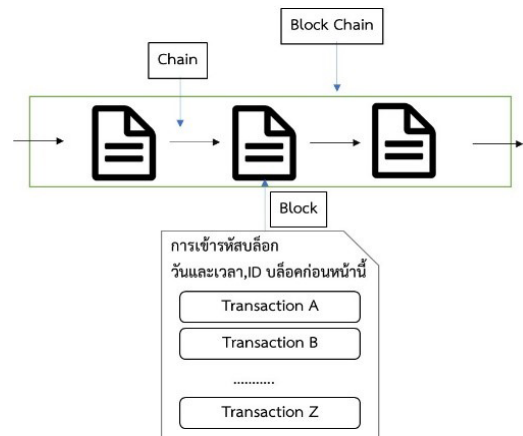 Block Chain
Chain
Block
การเข้ารหัสบล็อก
วันและเวลา,ID บล็อคก่อนหน้านี้
Transaction A
Transaction B
...........
Transaction Z